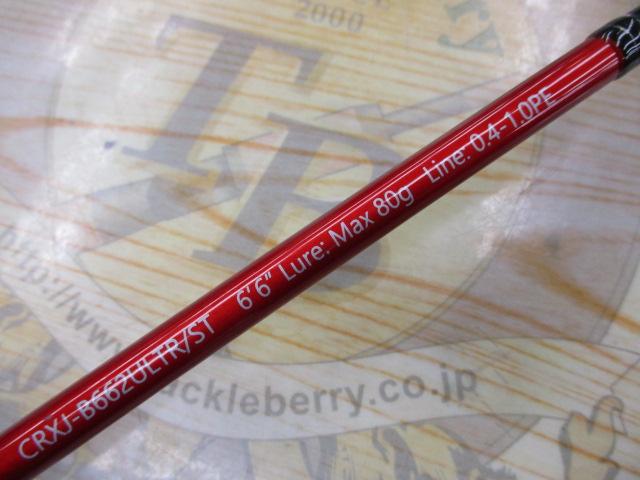 2000
TB
CRXJ-B662ULTR/ST 6'6" Lure: Max 80g Line: 0.4-1.0PE
http://www. ckleberry.co.jp